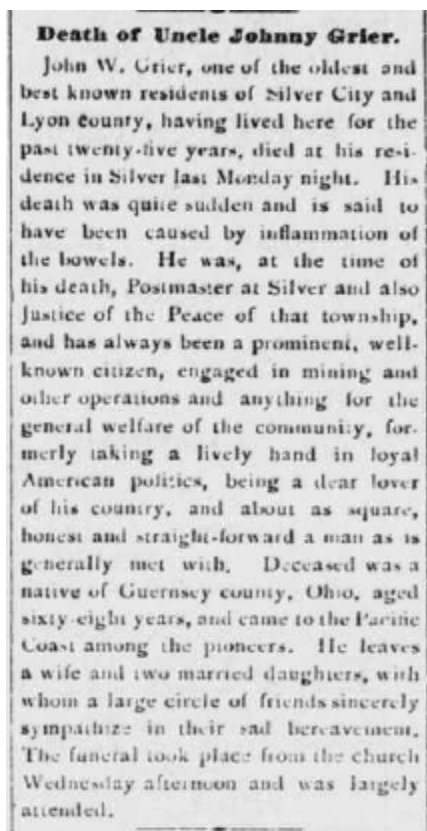 Death of Uncle Johnny Grier.
John W. Grier, one of the oldest and
best known residents of Silver City and
Lyon county, having lived here for the
past twenty-five years, died at his resi-
dence in Silver last Monday night. His
death was quite sudden and is said to
have been caused by inflammation of
the bowels. He was, at the time of
his death, Postmaster at Silver and also
Justice of the Peace of that township,
and has always been a prominent, well-
known citizen, engaged in mining and
other operations and anything for the
general welfare of the community, for-
merly taking a lively hand in loyal
American politics, being a dear lover
of his country, and about as square,
honest and straight-forward a man as is
generally met with. Deceased was a
native of Guernsey county, Ohio, aged
sixty-eight years, and came to the Pacific
Coast among the pioneers. He leaves
a wife and two married daughters, with
whom a large circle of friends sincerely
sympathize in their sad bereavement.
The funeral took place from the church
Wednesday afternoon and was largely
attended.